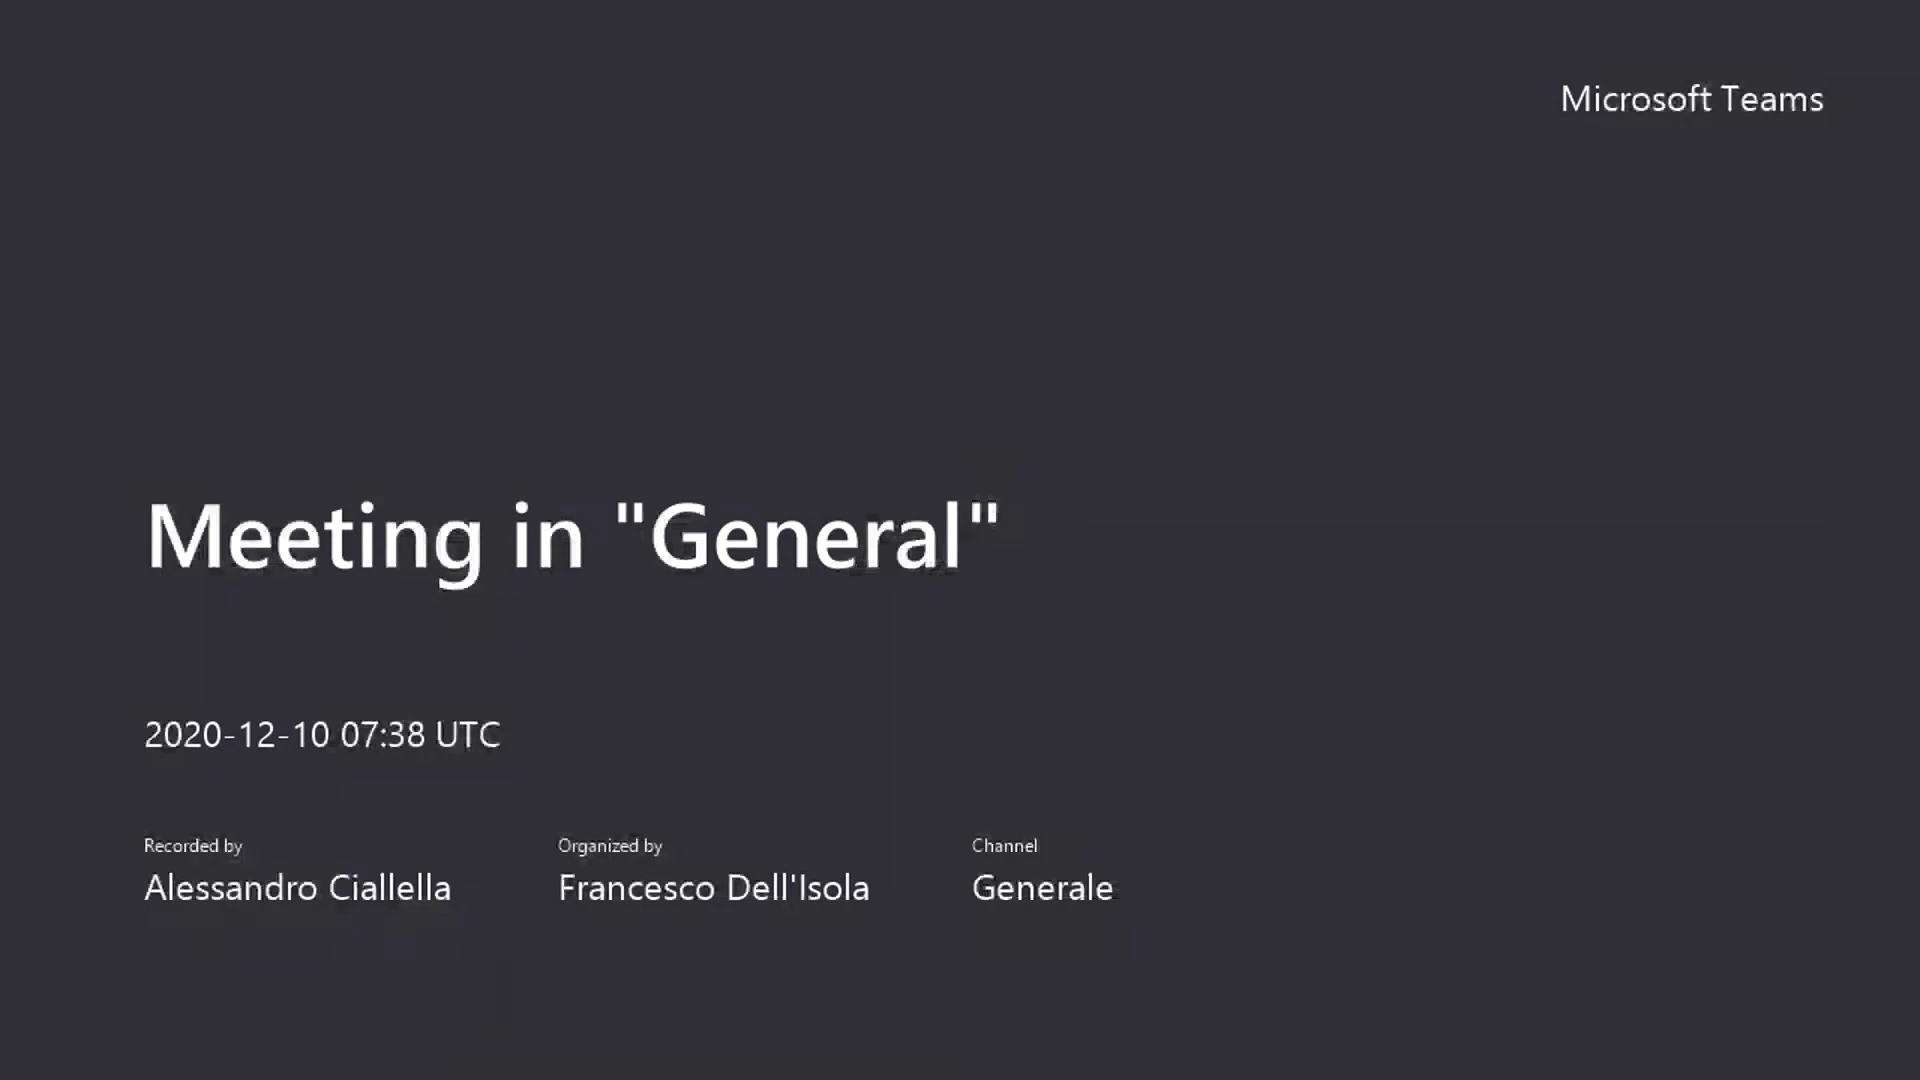 Microsoft Teams
Meeting in "General"
2020-12-10 07:38 UTC
Recorded by
Alessandro Ciallella
Organized by
Francesco Dell'Isola
Channel
Generale